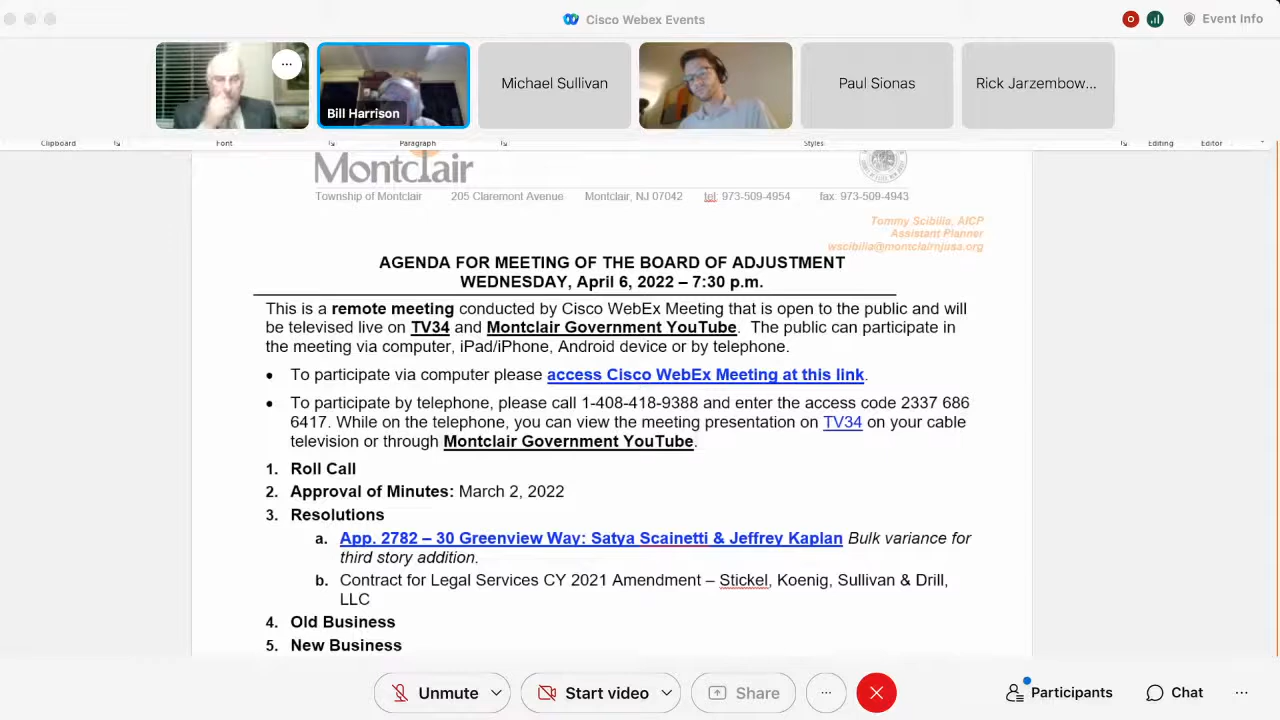 Cisco Webex Events
Event Info
Bill Harrison
Michael Sullivan
Paul Sionas
Rick Jarzembow...
Clipboard
Font
Paragraph
Styles
Editing
Editor
Montclair
Township of Montclair 205 Claremont Avenue Montclair, NJ 07042 tel: 973-509-4954 fax: 973-509-4943
Tommy Scibilia, AICP
Assistant Planner
wscibilia@montclairnjusa.org
AGENDA FOR MEETING OF THE BOARD OF ADJUSTMENT
WEDNESDAY, April 6, 2022 – 7:30 p.m.
This is a remote meeting conducted by Cisco WebEx Meeting that is open to the public and will
be televised live on TV34 and Montclair Government YouTube. The public can participate in
the meeting via computer, iPad/iPhone, Android device or by telephone.
• To participate via computer please access Cisco WebEx Meeting at this link.
• To participate by telephone, please call 1-408-418-9388 and enter the access code 2337 686
6417. While on the telephone, you can view the meeting presentation on TV34 on your cable
television or through Montclair Government YouTube.
1. Roll Call
2. Approval of Minutes: March 2, 2022
3. Resolutions
a. App. 2782 – 30 Greenview Way: Satya Scainetti & Jeffrey Kaplan Bulk variance for
third story addition.
b. Contract for Legal Services CY 2021 Amendment – Stickel, Koenig, Sullivan & Drill,
LLC
4. Old Business
5. New Business
Unmute
Start video
Share
Participants
Chat